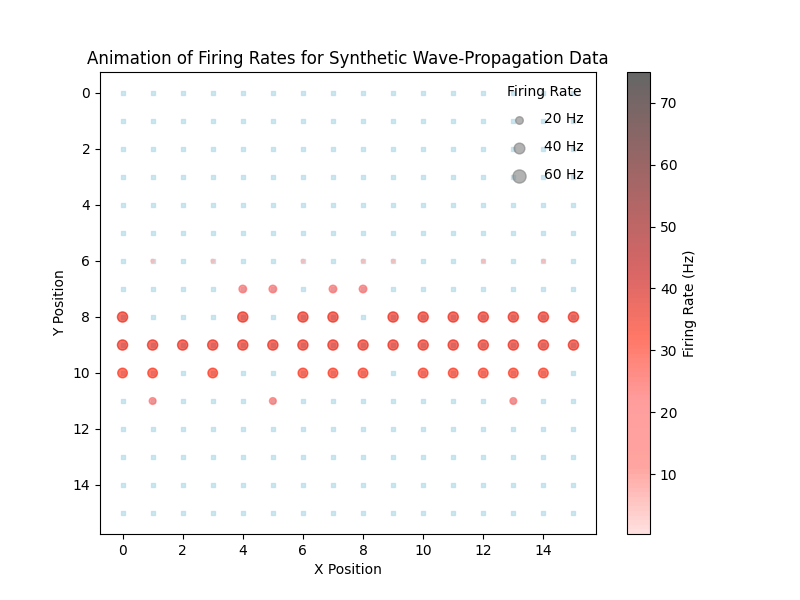 Animation of Firing Rates for Synthetic Wave-Propagation Data
Firing Rate
20 Hz
40 Hz
60 Hz
0
2
4
6
8
10
12
14
Y Position
0 2 4 6 8 10 12 14
X Position
70
60
50
40
30
20
10
Firing Rate (Hz)